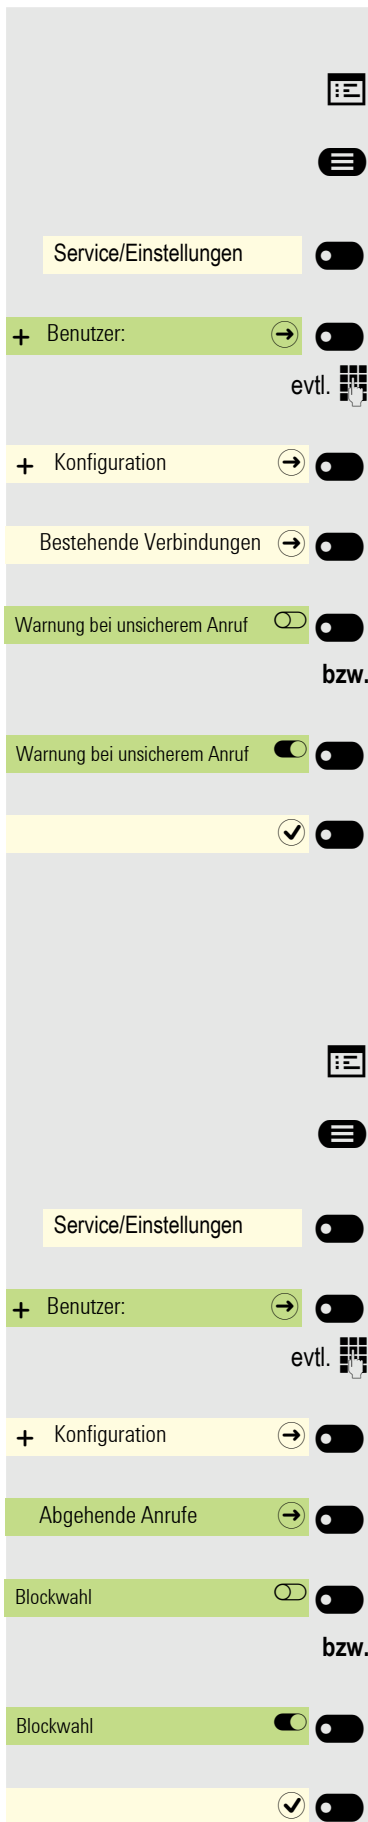 Service/Einstellungen
+ Benutzer:
evtl.
+ Konfiguration
Bestehende Verbindungen
Warnung bei unsicherem Anruf
bzw.
Warnung bei unsicherem Anruf
Service/Einstellungen
+ Benutzer:
evtl.
+ Konfiguration
Abgehende Anrufe
Blockwahl
bzw.
Blockwahl